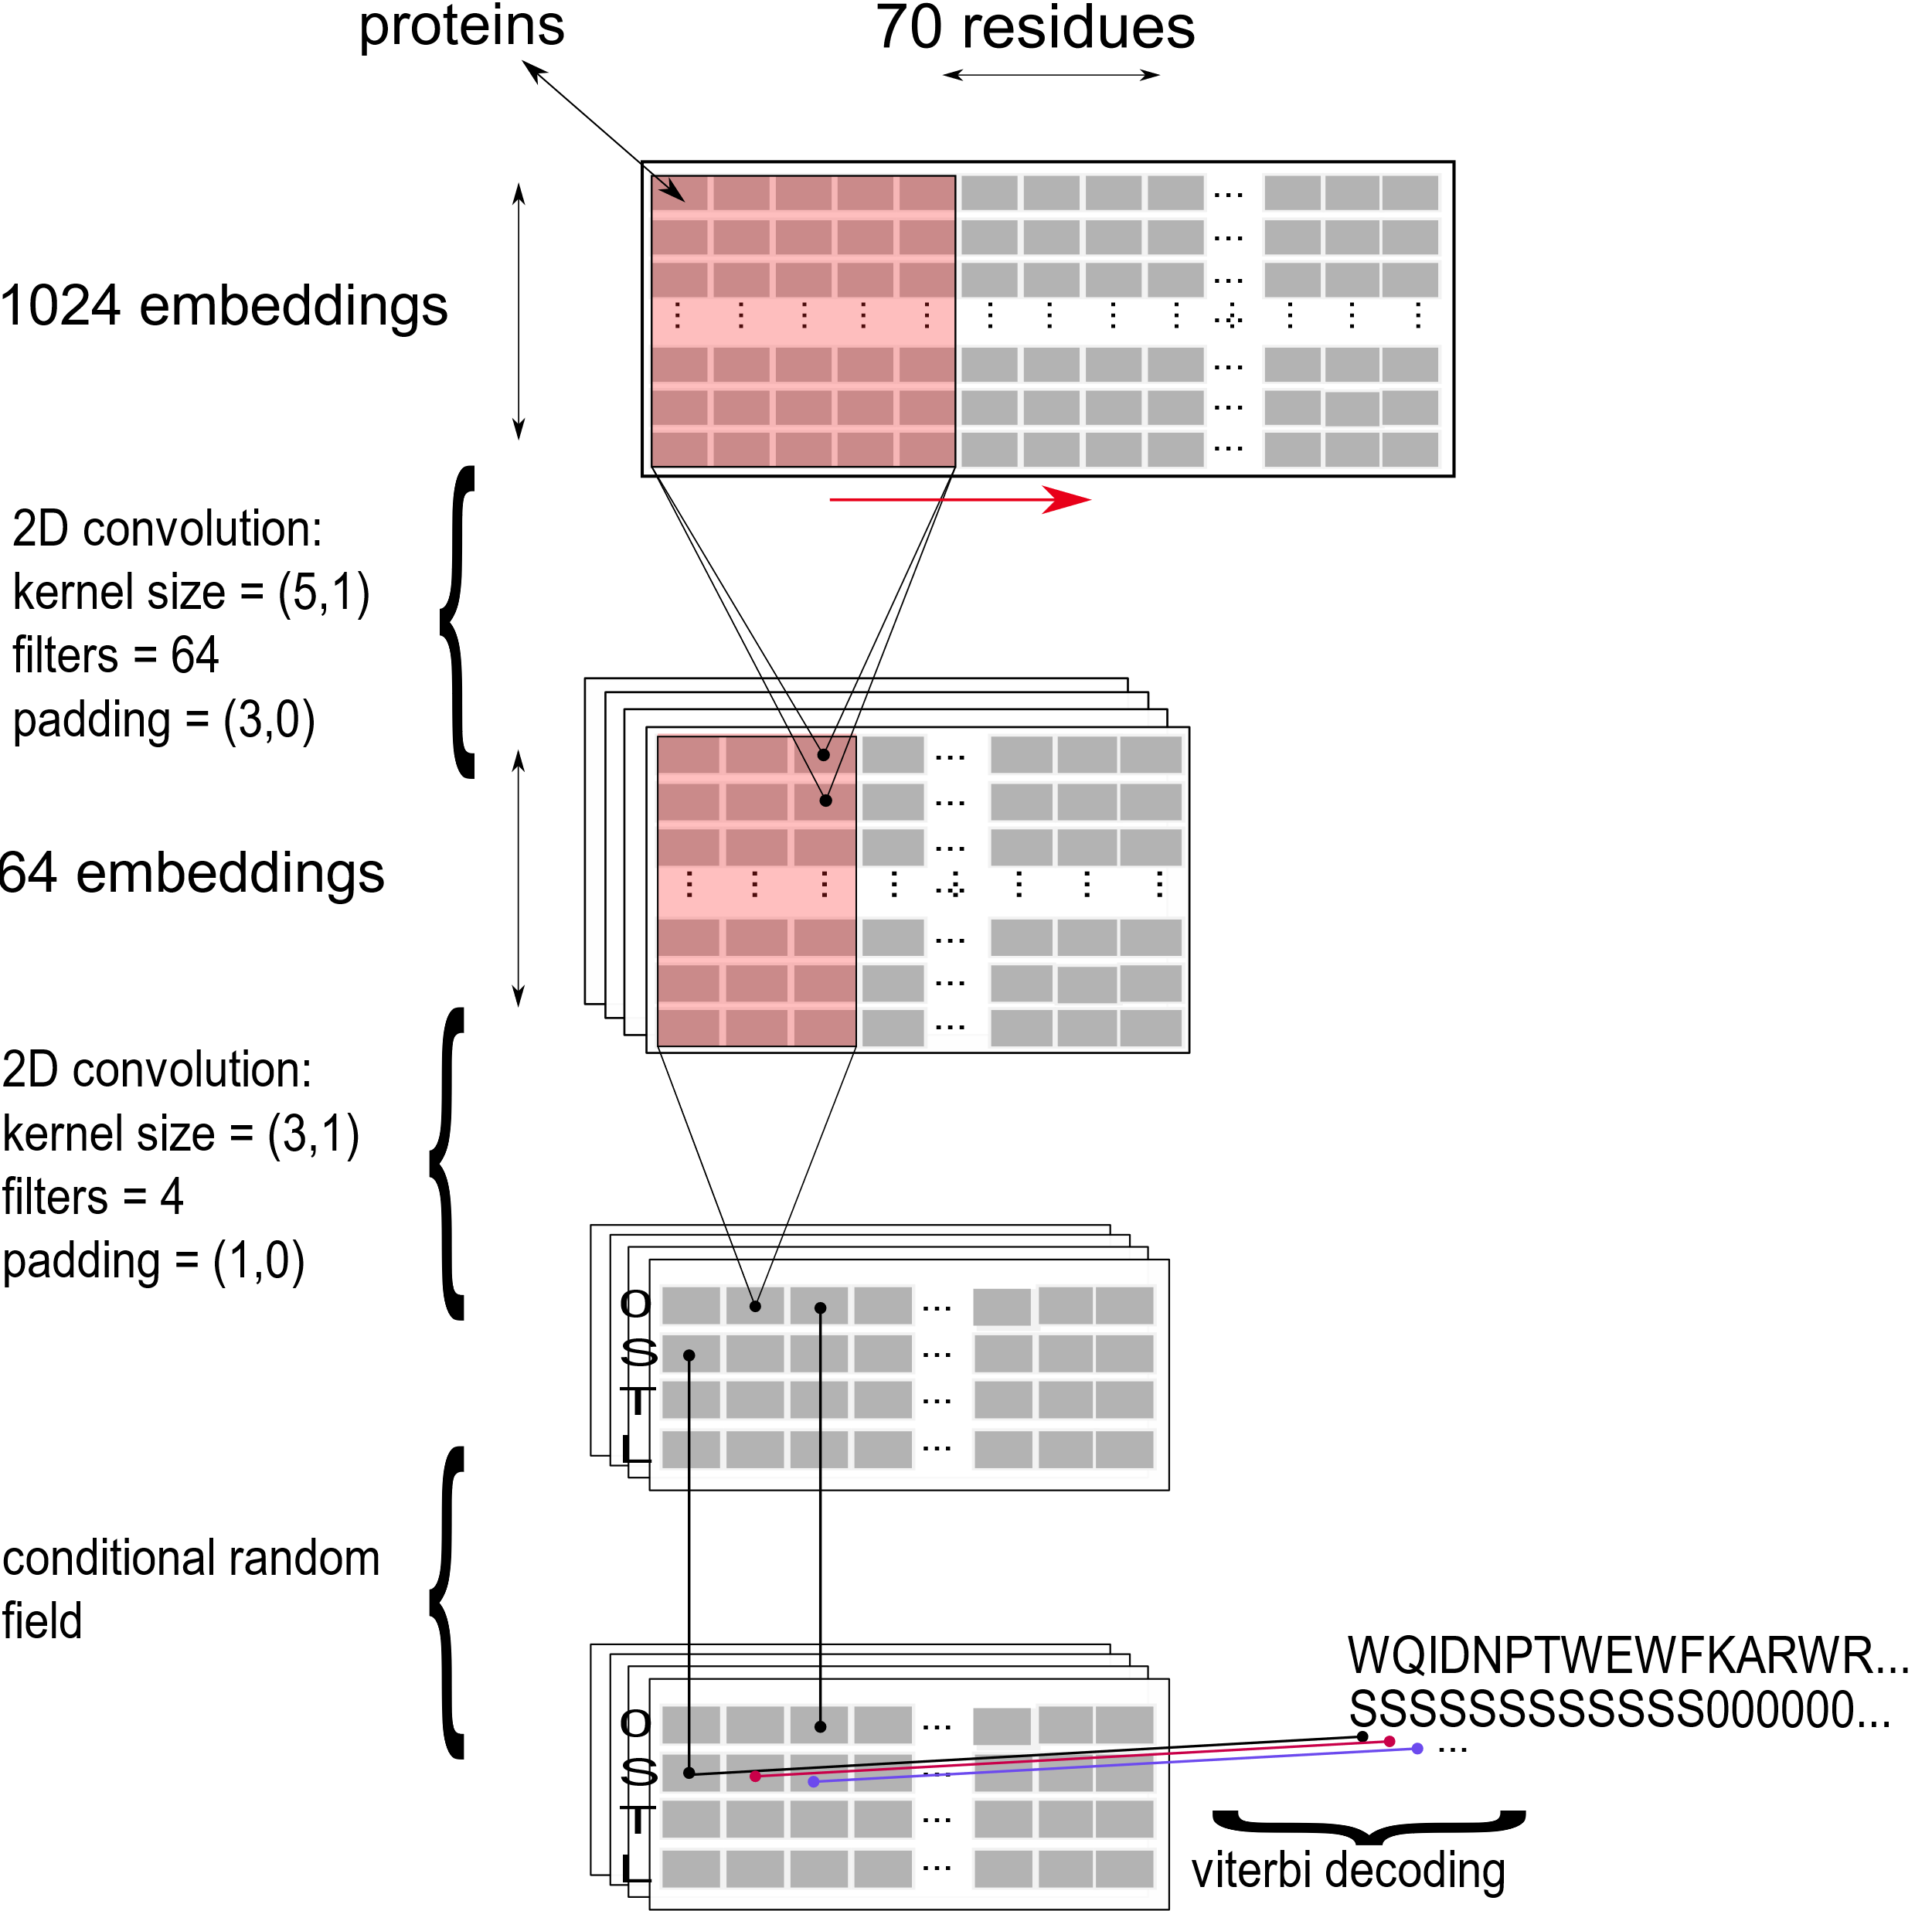 proteins
70 residues
1024 embeddings
2D convolution:
kernel size = (5,1)
filters = 64
padding = (3,0)
64 embeddings
2D convolution:
kernel size = (3,1)
filters = 4
padding = (1,0)
O
S
T
L
conditional random
field
WQIDNPTWEWFKARWR...
SSSSSSSSSSSS000000...
...
O
S
T
L
viterbi decoding